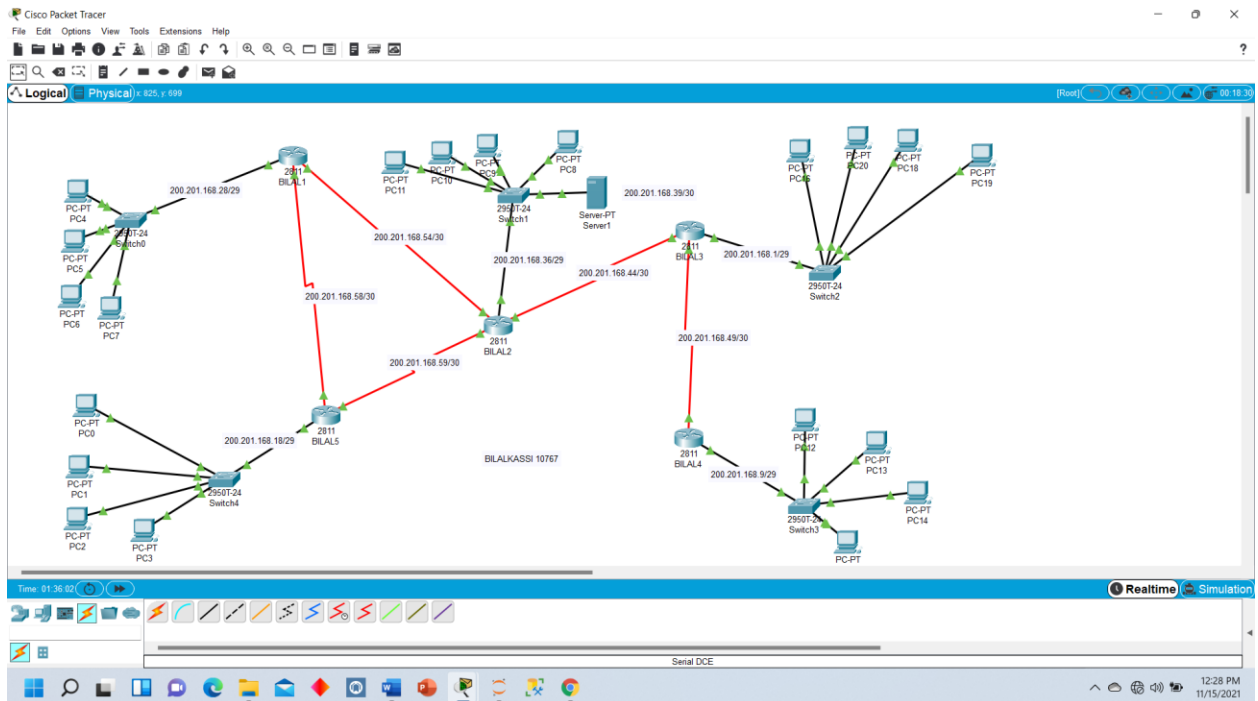 Cisco Packet Tracer
File Edit Options View Tools Extensions Help
?
Logical Physical x: 825, y: 699 [Root] 00:18:30
2811
BILAL1
200.201.168.28/29
PC-PT
PC4
2950T-24
Switch0
PC-PT
PC5
PC-PT
PC6
PC-PT
PC7
PC-PT
PC11
PC-PT
PC10
PC-PT
PC9
PC-PT
PC8
2950T-24
Switch1
Server-PT
Server1
200.201.168.39/30
200.201.168.54/30
200.201.168.36/29
200.201.168.44/30
200.201.168.58/30
2811
BILAL2
200.201.168.59/30
2811
BILAL3
200.201.168.1/29
PC-PT
PC-PT
PC20
PC-PT
PC18
PC-PT
PC19
2950T-24
Switch2
200.201.168.49/30
PC-PT
PC0
200.201.168.18/29
2811
BILAL5
PC-PT
PC1
2950T-24
Switch4
PC-PT
PC2
PC-PT
PC3
BILALKASSI 10767
2811
BILAL4
200.201.168.9/29
PC-PT
PC12
PC-PT
PC13
PC-PT
PC14
2950T-24
Switch3
PC-PT
Time: 01:36:02 Realtime Simulation
Serial DCE
12:28 PM
11/15/2021